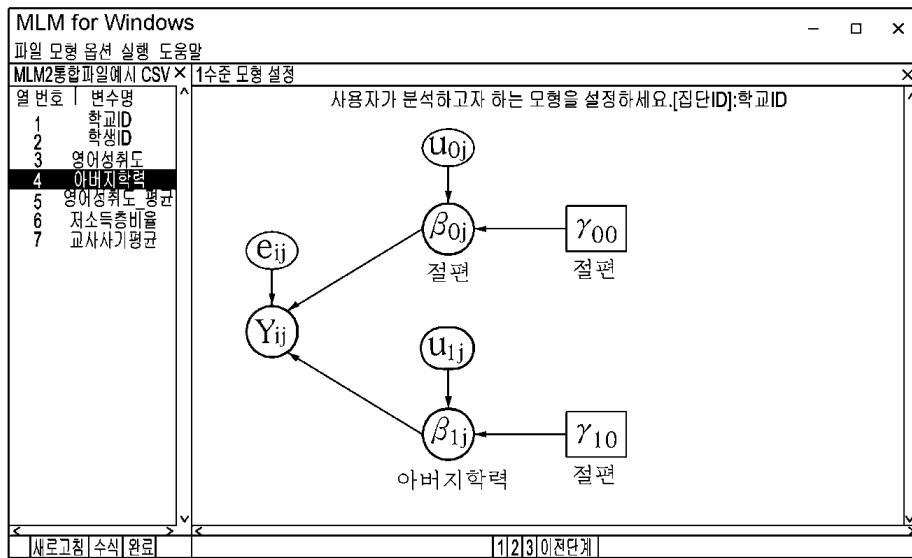 MLM for Windows
파일 모형 옵션 실행 도움말
MLM2통합파일예시 CSV ×
1수준 모형 설정 ×
열 번호 | 변수명
1 학교ID
2 학생ID
3 영어성취도
4 아버지학력
5 영어성취도_평균
6 저소득층비율
7 교사사기평균
사용자가 분석하고자 하는 모형을 설정하세요.[집단ID]:학교ID
u0j
β0j
절편
γ00
절편
eij
Yij
u1j
β1j
아버지학력
γ10
절편
새로고침 수식 완료
1 2 3 0 이전단계